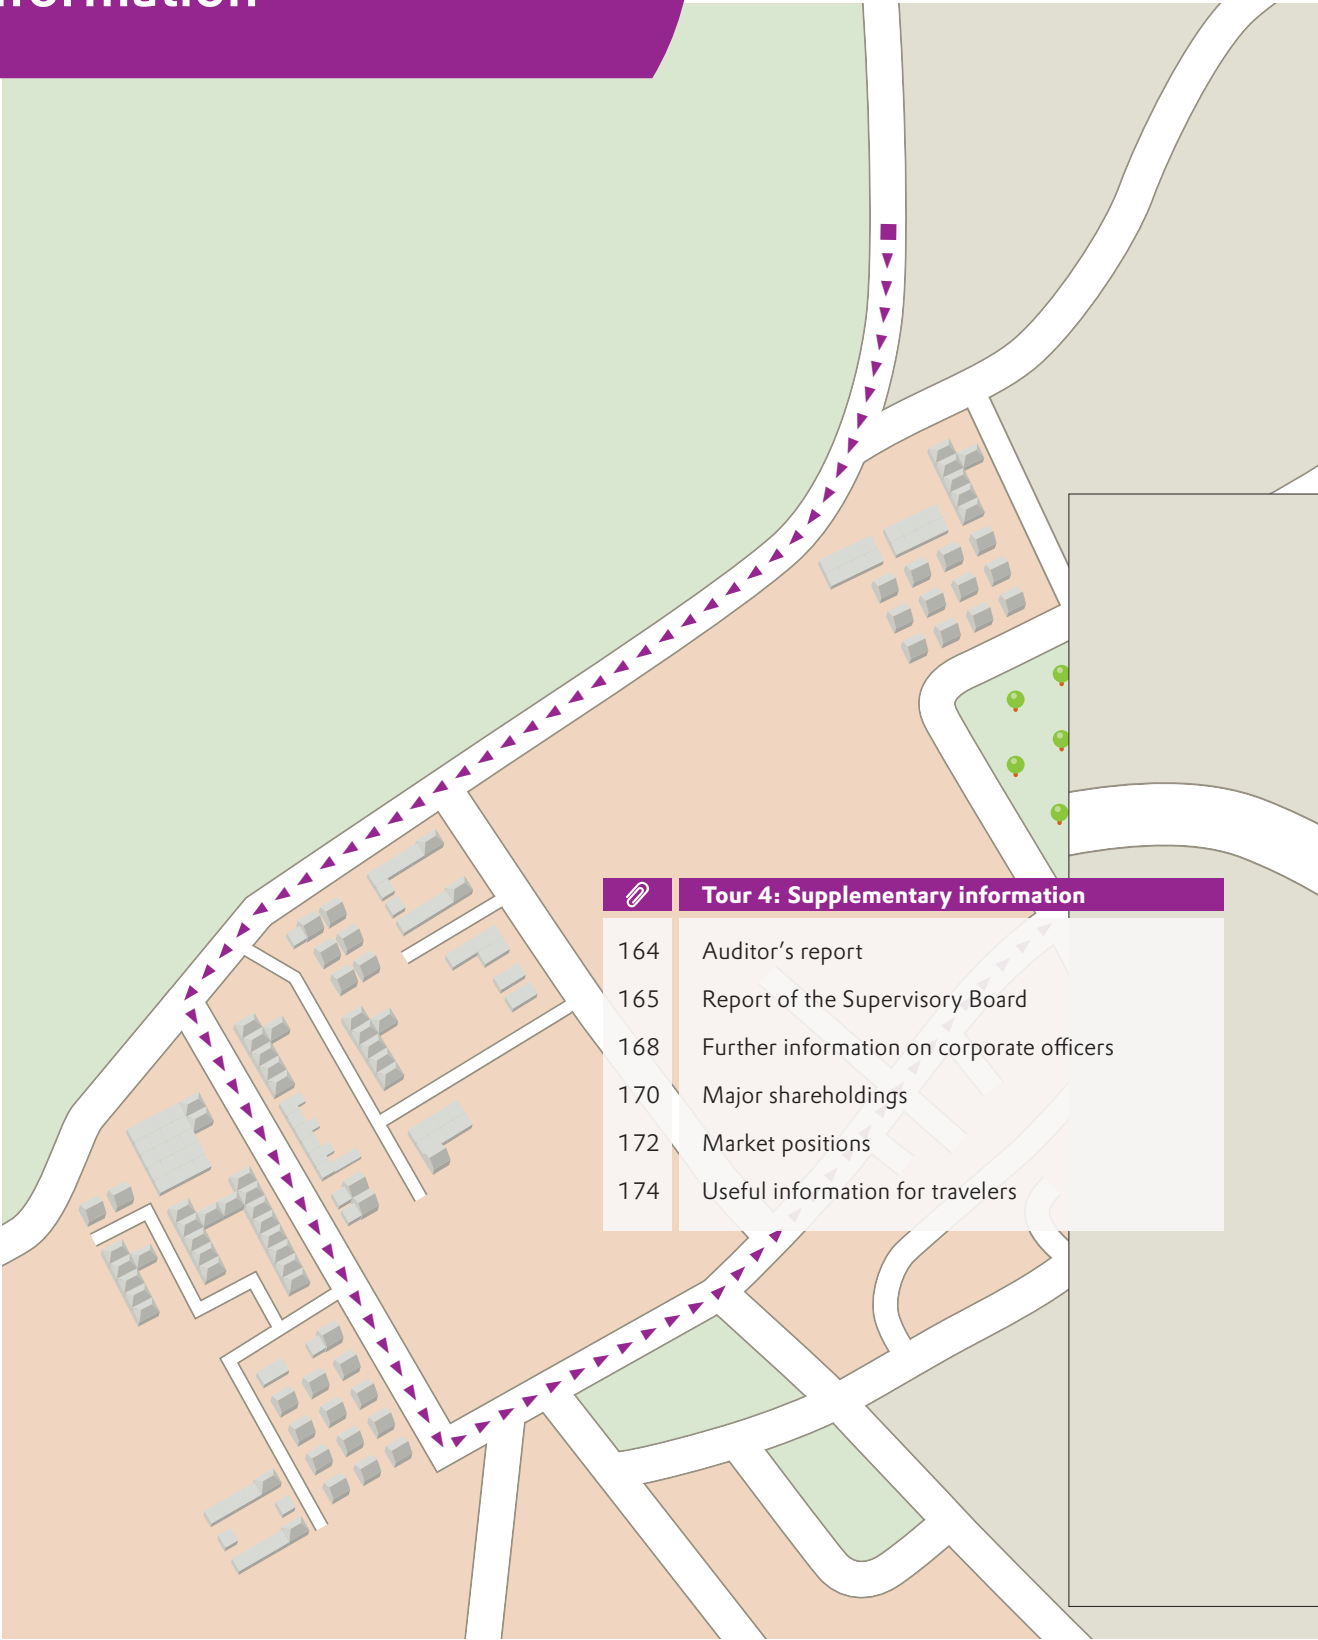 Tour 4: Supplementary information
164 Auditor’s report
165 Report of the Supervisory Board
168 Further information on corporate officers
170 Major shareholdings
172 Market positions
174 Useful information for travelers